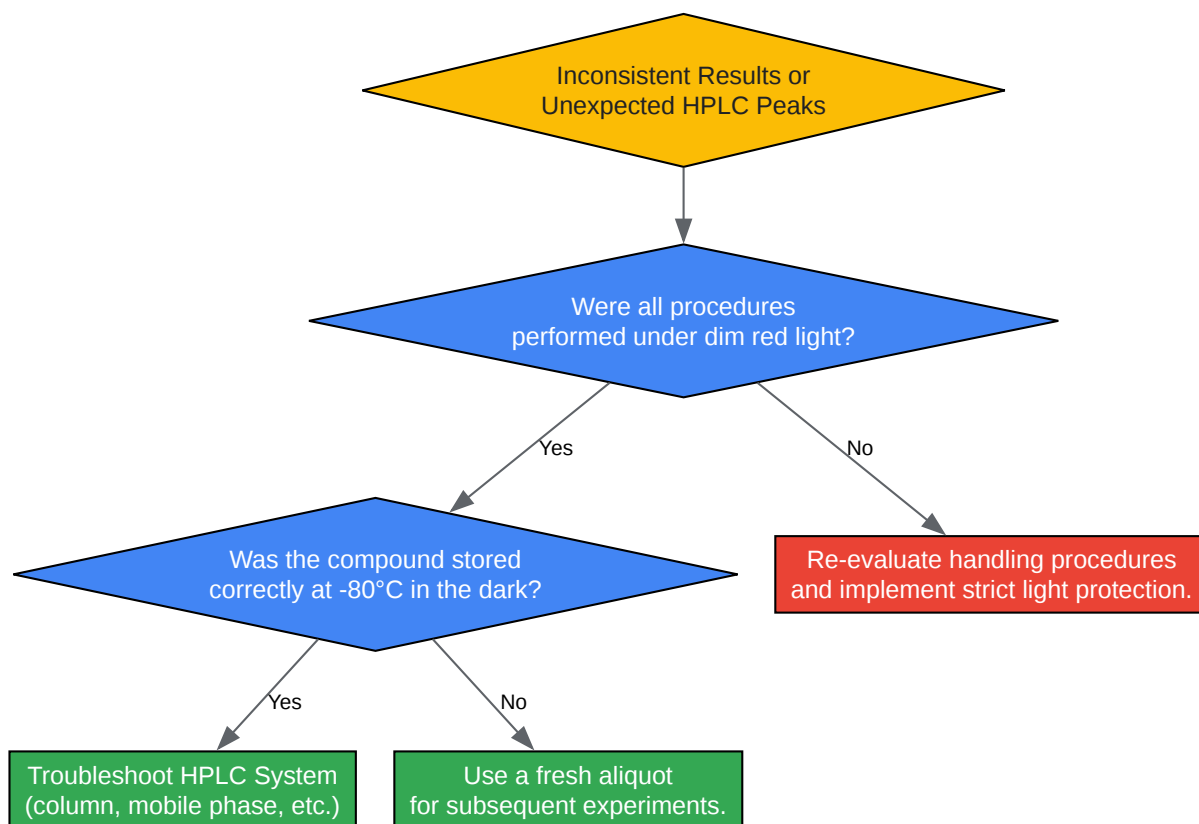 Inconsistent Results or
Unexpected HPLC Peaks
Were all procedures
performed under dim red light?
Yes
No
Was the compound stored
correctly at -80°C in the dark?
Re-evaluate handling procedures
and implement strict light protection.
Yes
No
Troubleshoot HPLC System
(column, mobile phase, etc.)
Use a fresh aliquot
for subsequent experiments.